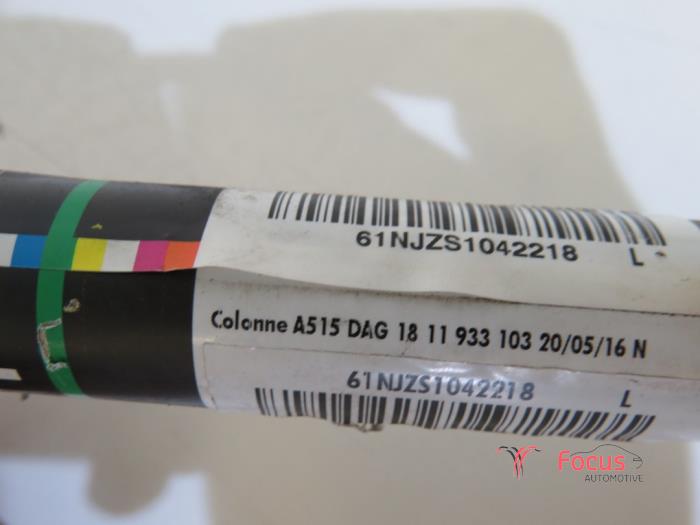 61NJZS1042218 L
Colonne A515 DAG 18 11 933 103 20/05/16 N
61NJZS1042218 L
Focus
AUTOMOTIVE